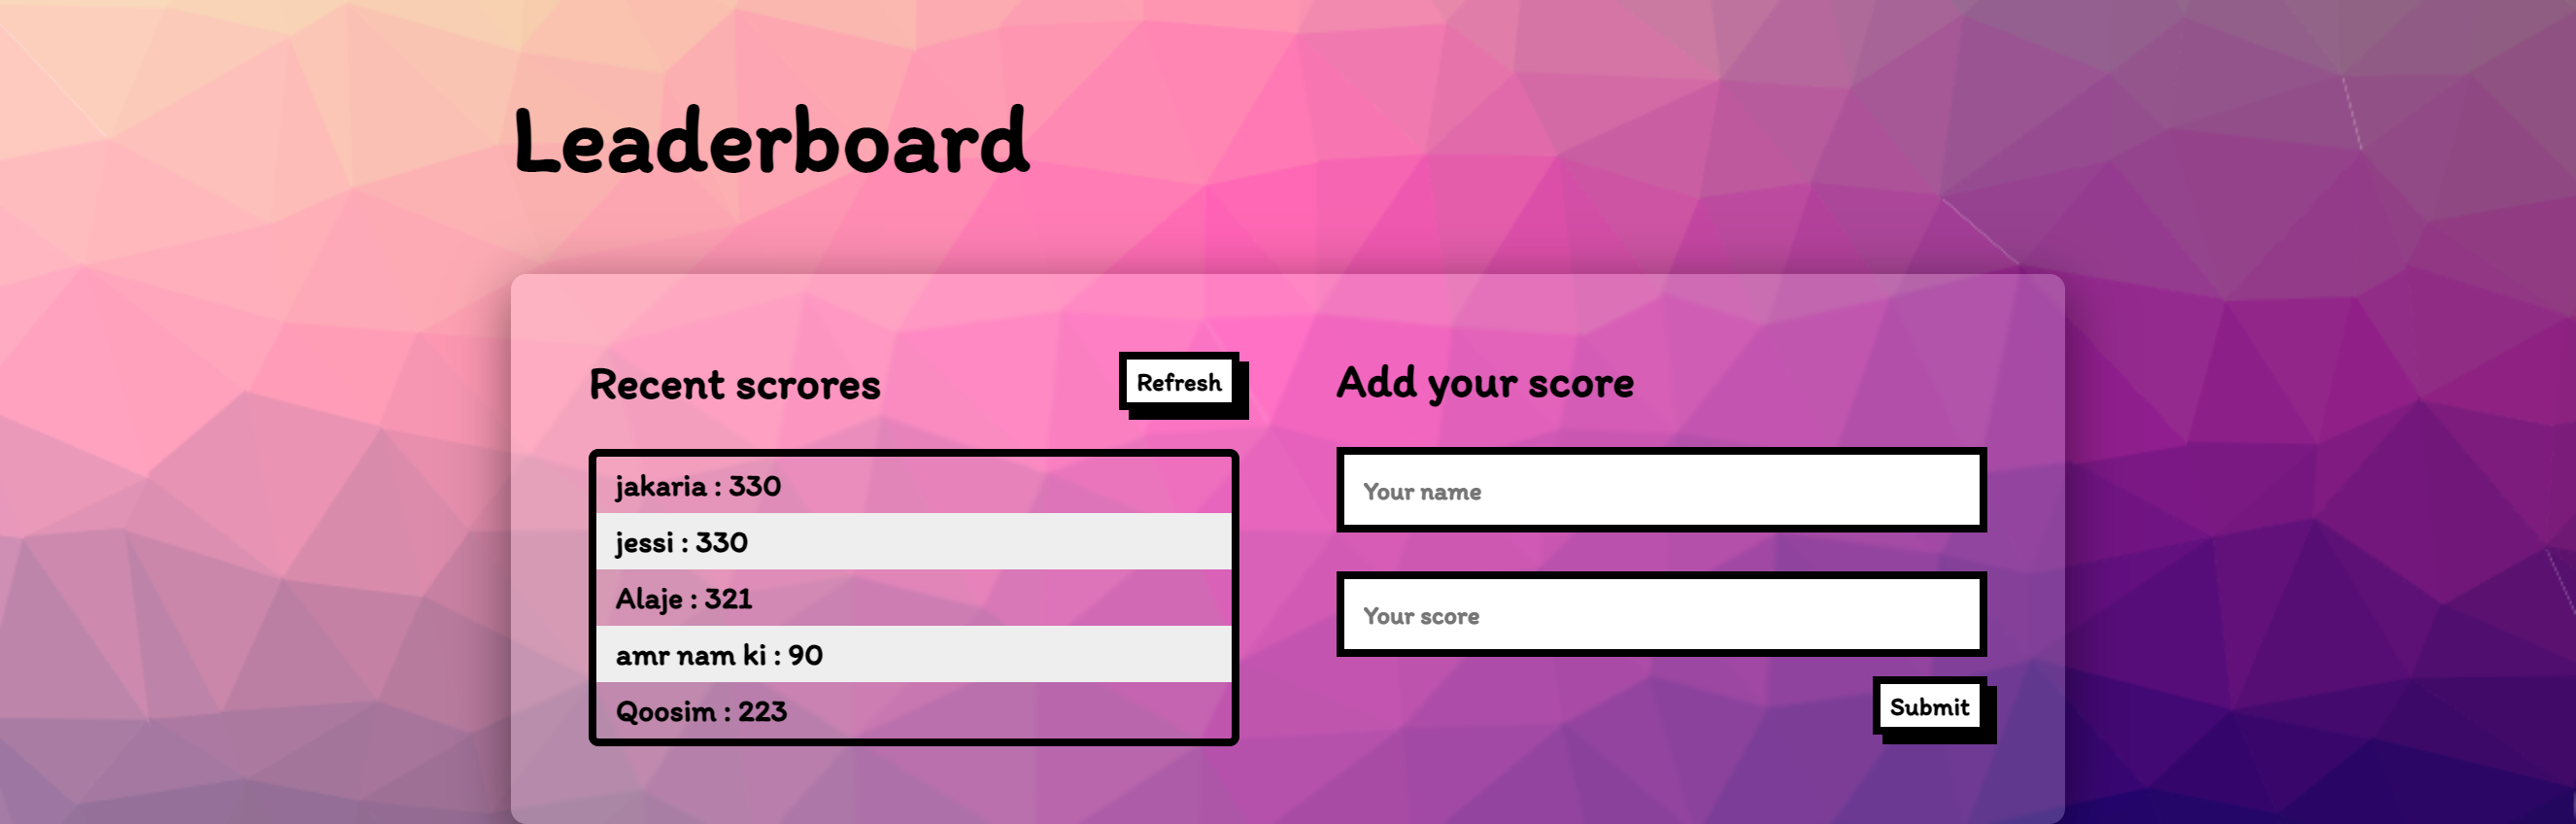 Leaderboard
Recent scrores
Refresh
jakaria : 330
jessi : 330
Alaje : 321
amr nam ki : 90
Qoosim : 223
Add your score
Your name
Your score
Submit